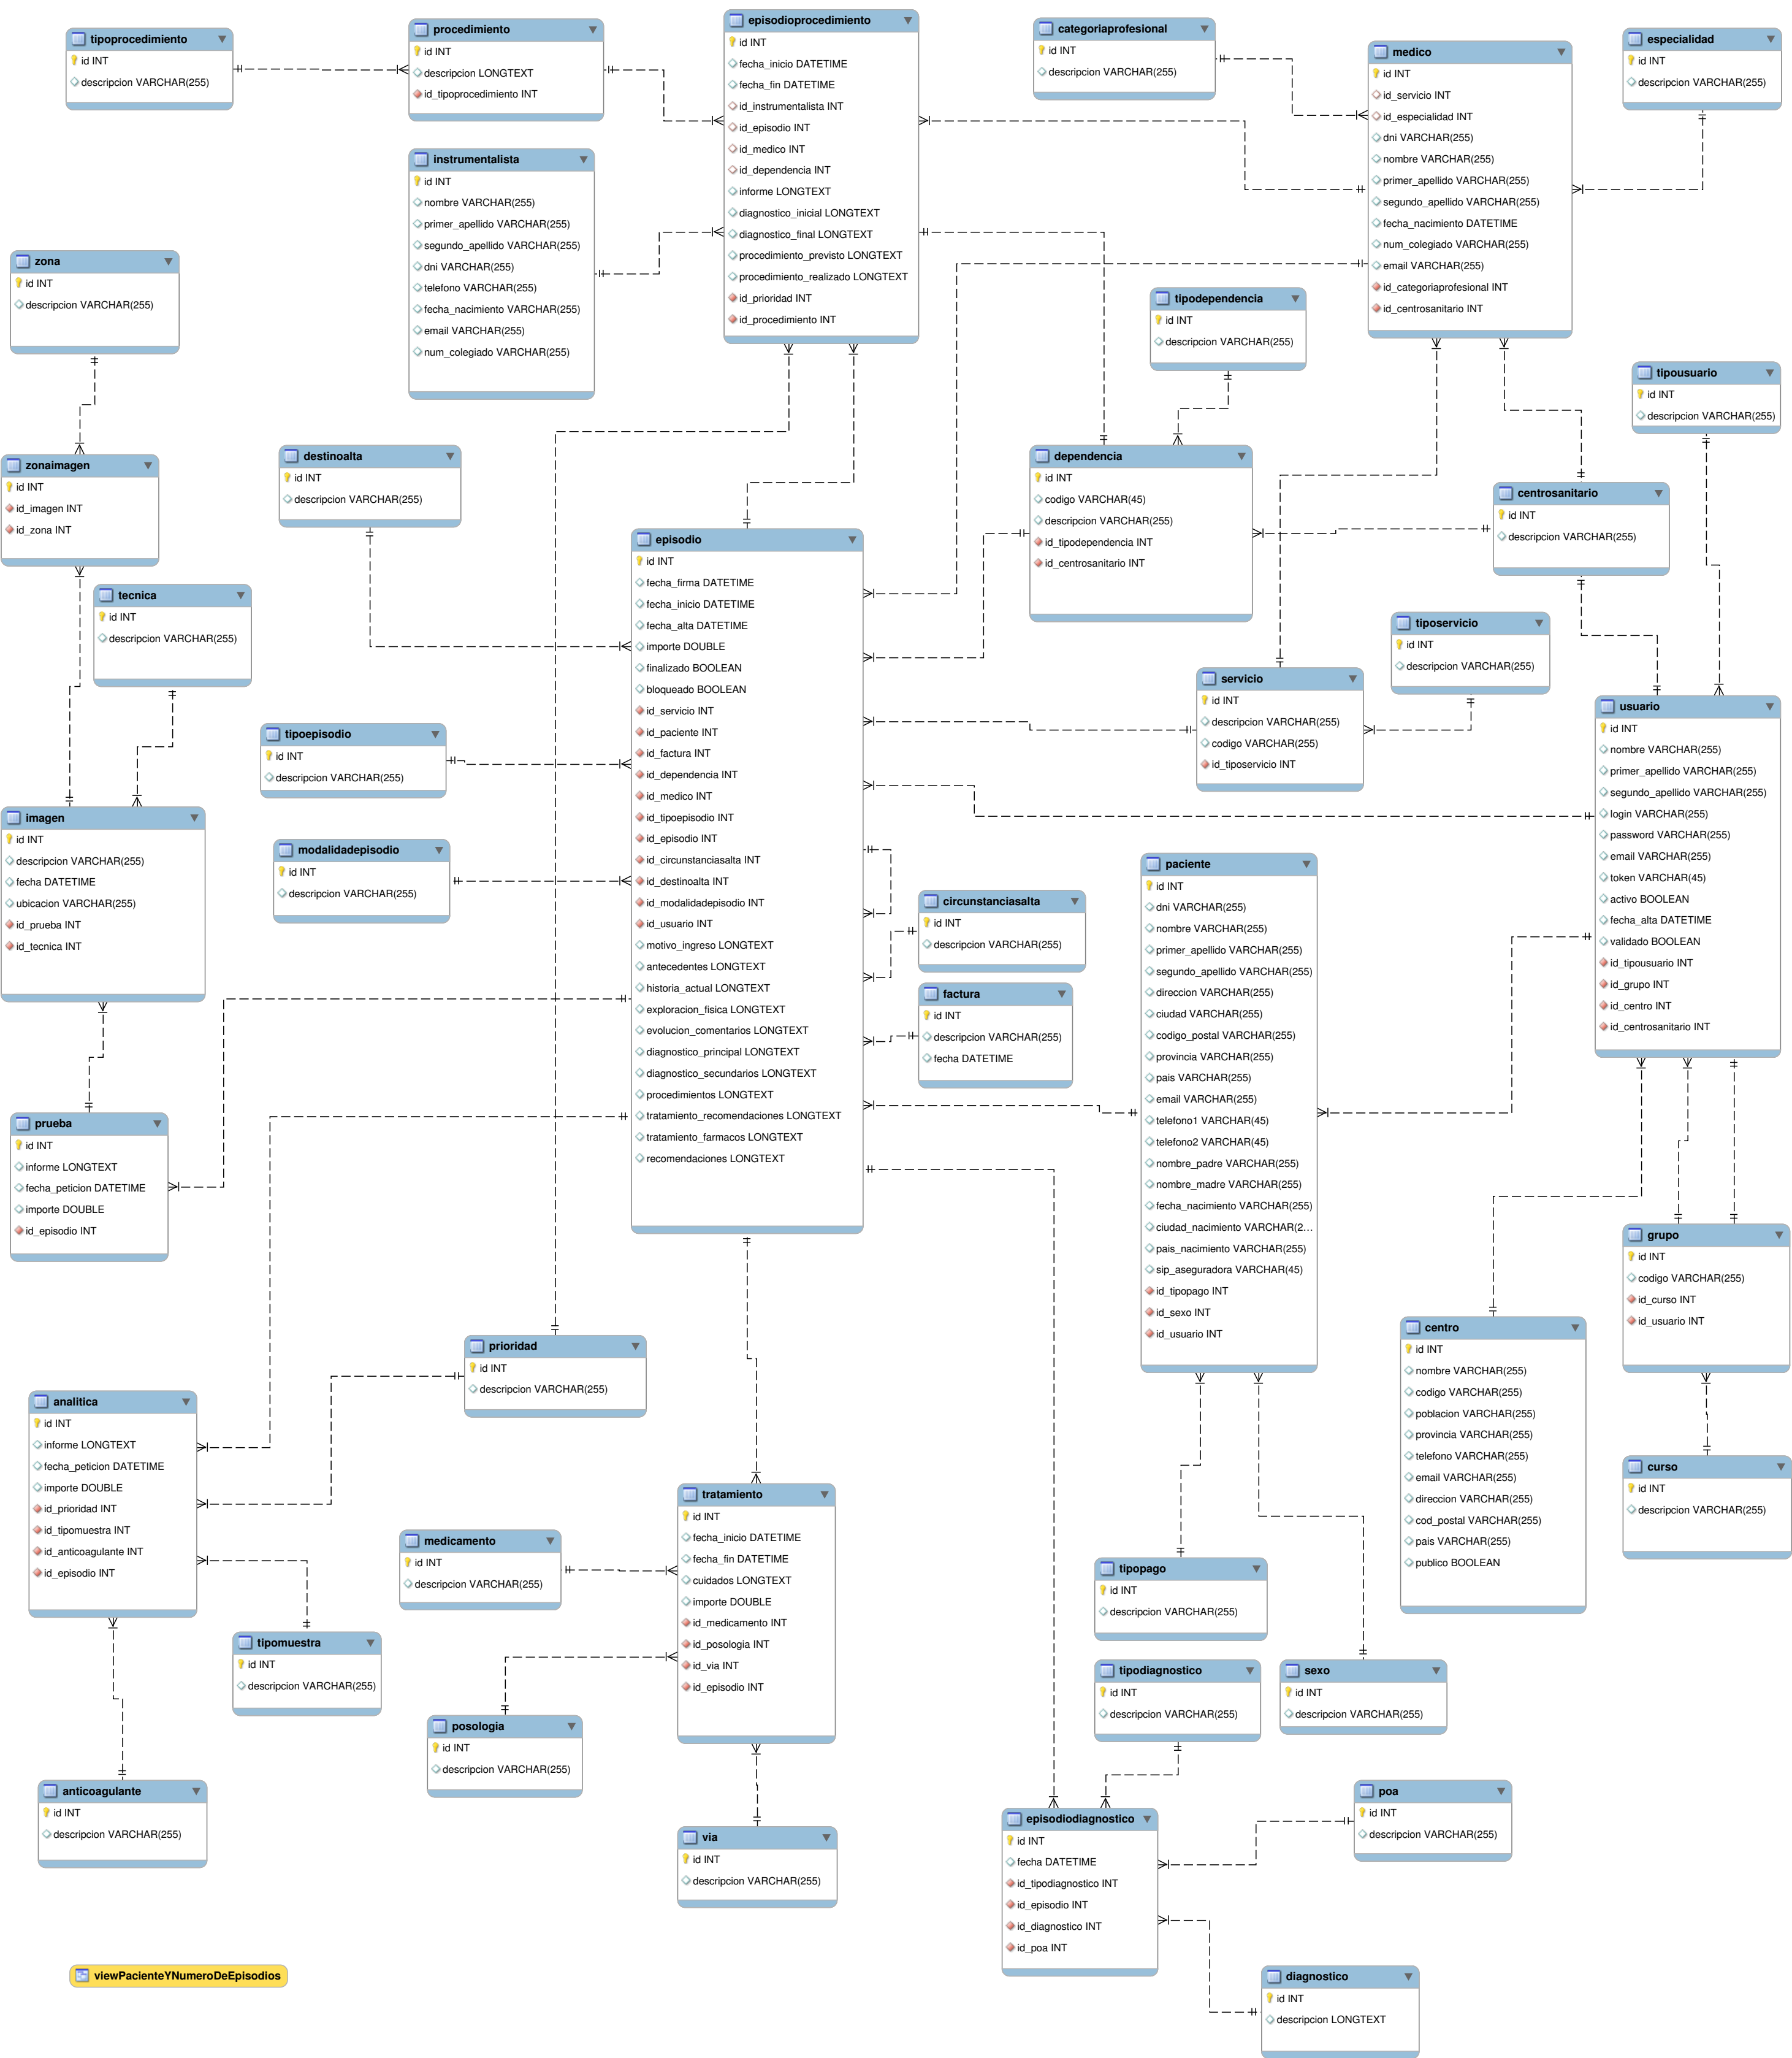 tipoprocedimiento
id INT
descripcion VARCHAR(255)
procedimiento
id INT
descripcion LONGTEXT
id_tipoprocedimiento INT
episodioprocedimiento
id INT
fecha_inicio DATETIME
fecha_fin DATETIME
id_instrumentalista INT
id_episodio INT
id_medico INT
id_dependencia INT
informe LONGTEXT
diagnostico_inicial LONGTEXT
diagnostico_final LONGTEXT
procedimiento_previsto LONGTEXT
procedimiento_realizado LONGTEXT
id_prioridad INT
id_procedimiento INT
categoriaprofesional
id INT
descripcion VARCHAR(255)
medico
id INT
id_servicio INT
id_especialidad INT
dni VARCHAR(255)
nombre VARCHAR(255)
primer_apellido VARCHAR(255)
segundo_apellido VARCHAR(255)
fecha_nacimiento DATETIME
num_colegiado VARCHAR(255)
email VARCHAR(255)
id_categoriaprofesional INT
id_centrosanitario INT
especialidad
id INT
descripcion VARCHAR(255)
instrumentalista
id INT
nombre VARCHAR(255)
primer_apellido VARCHAR(255)
segundo_apellido VARCHAR(255)
dni VARCHAR(255)
telefono VARCHAR(255)
fecha_nacimiento VARCHAR(255)
email VARCHAR(255)
num_colegiado VARCHAR(255)
zona
id INT
descripcion VARCHAR(255)
tipodependencia
id INT
descripcion VARCHAR(255)
tipousuario
id INT
descripcion VARCHAR(255)
zonaimagen
id INT
id_imagen INT
id_zona INT
destinoalta
id INT
descripcion VARCHAR(255)
dependencia
id INT
codigo VARCHAR(45)
descripcion VARCHAR(255)
id_tipodependencia INT
id_centrosanitario INT
centrosanitario
id INT
descripcion VARCHAR(255)
episodio
id INT
fecha_firma DATETIME
fecha_inicio DATETIME
fecha_alta DATETIME
importe DOUBLE
finalizado BOOLEAN
bloqueado BOOLEAN
id_servicio INT
id_paciente INT
id_factura INT
id_dependencia INT
id_medico INT
id_tipoepisodio INT
id_episodio INT
id_circunstanciasalta INT
id_destinoalta INT
id_modalidadepisodio INT
id_usuario INT
motivo_ingreso LONGTEXT
antecedentes LONGTEXT
historia_actual LONGTEXT
exploracion_fisica LONGTEXT
evolucion_comentarios LONGTEXT
diagnostico_principal LONGTEXT
diagnostico_secundarios LONGTEXT
procedimientos LONGTEXT
tratamiento_recomendaciones LONGTEXT
tratamiento_farmacos LONGTEXT
recomendaciones LONGTEXT
tecnica
id INT
descripcion VARCHAR(255)
tiposervicio
id INT
descripcion VARCHAR(255)
servicio
id INT
descripcion VARCHAR(255)
codigo VARCHAR(255)
id_tiposervicio INT
usuario
id INT
nombre VARCHAR(255)
primer_apellido VARCHAR(255)
segundo_apellido VARCHAR(255)
login VARCHAR(255)
password VARCHAR(255)
email VARCHAR(255)
token VARCHAR(45)
activo BOOLEAN
fecha_alta DATETIME
validado BOOLEAN
id_tipousuario INT
id_grupo INT
id_centro INT
id_centrosanitario INT
tipoepisodio
id INT
descripcion VARCHAR(255)
imagen
id INT
descripcion VARCHAR(255)
fecha DATETIME
ubicacion VARCHAR(255)
id_prueba INT
id_tecnica INT
modalidadepisodio
id INT
descripcion VARCHAR(255)
paciente
id INT
dni VARCHAR(255)
nombre VARCHAR(255)
primer_apellido VARCHAR(255)
segundo_apellido VARCHAR(255)
direccion VARCHAR(255)
ciudad VARCHAR(255)
codigo_postal VARCHAR(255)
provincia VARCHAR(255)
pais VARCHAR(255)
email VARCHAR(255)
telefono1 VARCHAR(45)
telefono2 VARCHAR(45)
nombre_padre VARCHAR(255)
nombre_madre VARCHAR(255)
fecha_nacimiento VARCHAR(255)
ciudad_nacimiento VARCHAR(2...
pais_nacimiento VARCHAR(255)
sip_aseguradora VARCHAR(45)
id_tipopago INT
id_sexo INT
id_usuario INT
circunstanciasalta
id INT
descripcion VARCHAR(255)
factura
id INT
descripcion VARCHAR(255)
fecha DATETIME
prueba
id INT
informe LONGTEXT
fecha_peticion DATETIME
importe DOUBLE
id_episodio INT
grupo
id INT
codigo VARCHAR(255)
id_curso INT
id_usuario INT
centro
id INT
nombre VARCHAR(255)
codigo VARCHAR(255)
poblacion VARCHAR(255)
provincia VARCHAR(255)
telefono VARCHAR(255)
email VARCHAR(255)
direccion VARCHAR(255)
cod_postal VARCHAR(255)
pais VARCHAR(255)
publico BOOLEAN
prioridad
id INT
descripcion VARCHAR(255)
analitica
id INT
informe LONGTEXT
fecha_peticion DATETIME
importe DOUBLE
id_prioridad INT
id_tipomuestra INT
id_anticoagulante INT
id_episodio INT
curso
id INT
descripcion VARCHAR(255)
tratamiento
id INT
fecha_inicio DATETIME
fecha_fin DATETIME
cuidados LONGTEXT
importe DOUBLE
id_medicamento INT
id_posologia INT
id_via INT
id_episodio INT
medicamento
id INT
descripcion VARCHAR(255)
tipopago
id INT
descripcion VARCHAR(255)
tipomuestra
id INT
descripcion VARCHAR(255)
tipodiagnostico
id INT
descripcion VARCHAR(255)
sexo
id INT
descripcion VARCHAR(255)
posologia
id INT
descripcion VARCHAR(255)
anticoagulante
id INT
descripcion VARCHAR(255)
via
id INT
descripcion VARCHAR(255)
episodiodiagnostico
id INT
fecha DATETIME
id_tipodiagnostico INT
id_episodio INT
id_diagnostico INT
id_poa INT
poa
id INT
descripcion VARCHAR(255)
viewPacienteYNumeroDeEpisodios
diagnostico
id INT
descripcion LONGTEXT